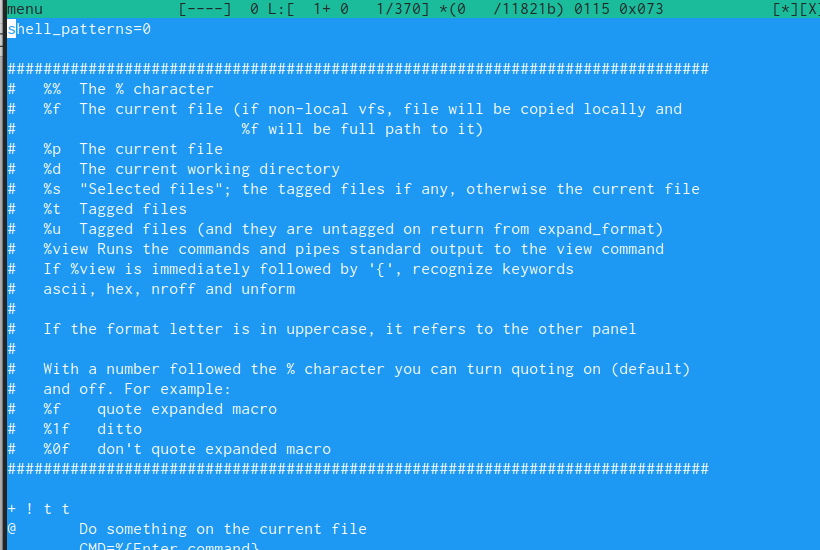 menu [----] 0 L:[ 1+ 0 1/370] *(0 /11821b) 0115 0x073 [*][X]
shell_patterns=0
##############################################################################
# %% The % character
# %f The current file (if non-local vfs, file will be copied locally and
# %f will be full path to it)
# %p The current file
# %d The current working directory
# %s "Selected files"; the tagged files if any, otherwise the current file
# %t Tagged files
# %u Tagged files (and they are untagged on return from expand_format)
# %view Runs the commands and pipes standard output to the view command
# If %view is immediately followed by '{', recognize keywords
# ascii, hex, nroff and unform
#
# If the format letter is in uppercase, it refers to the other panel
#
# With a number followed the % character you can turn quoting on (default)
# and off. For example:
# %f quote expanded macro
# %1f ditto
# %0f don't quote expanded macro
##############################################################################
+ ! t t
@ Do something on the current file
CMD=%{Enter command}